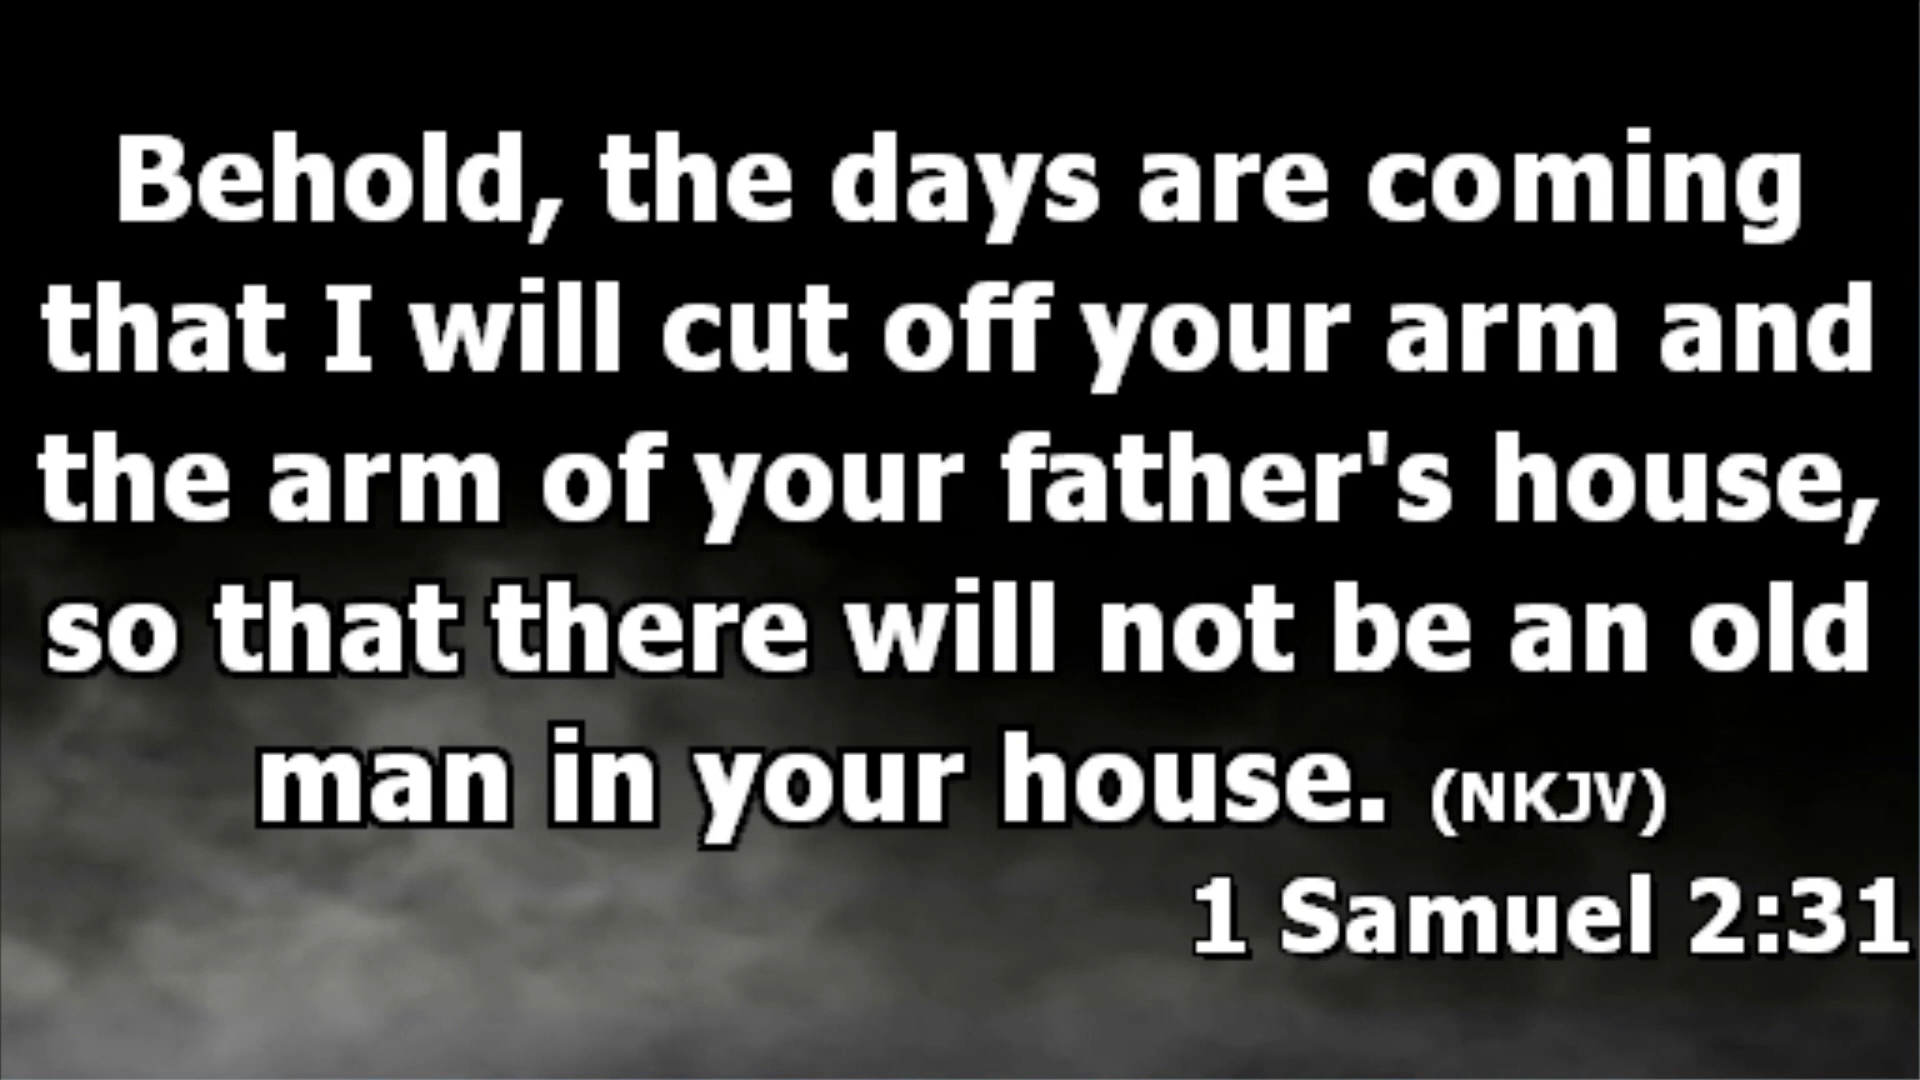 Behold, the days are coming
that I will cut off your arm and
the arm of your father's house,
so that there will not be an old
man in your house. (NKJV)
1 Samuel 2:31